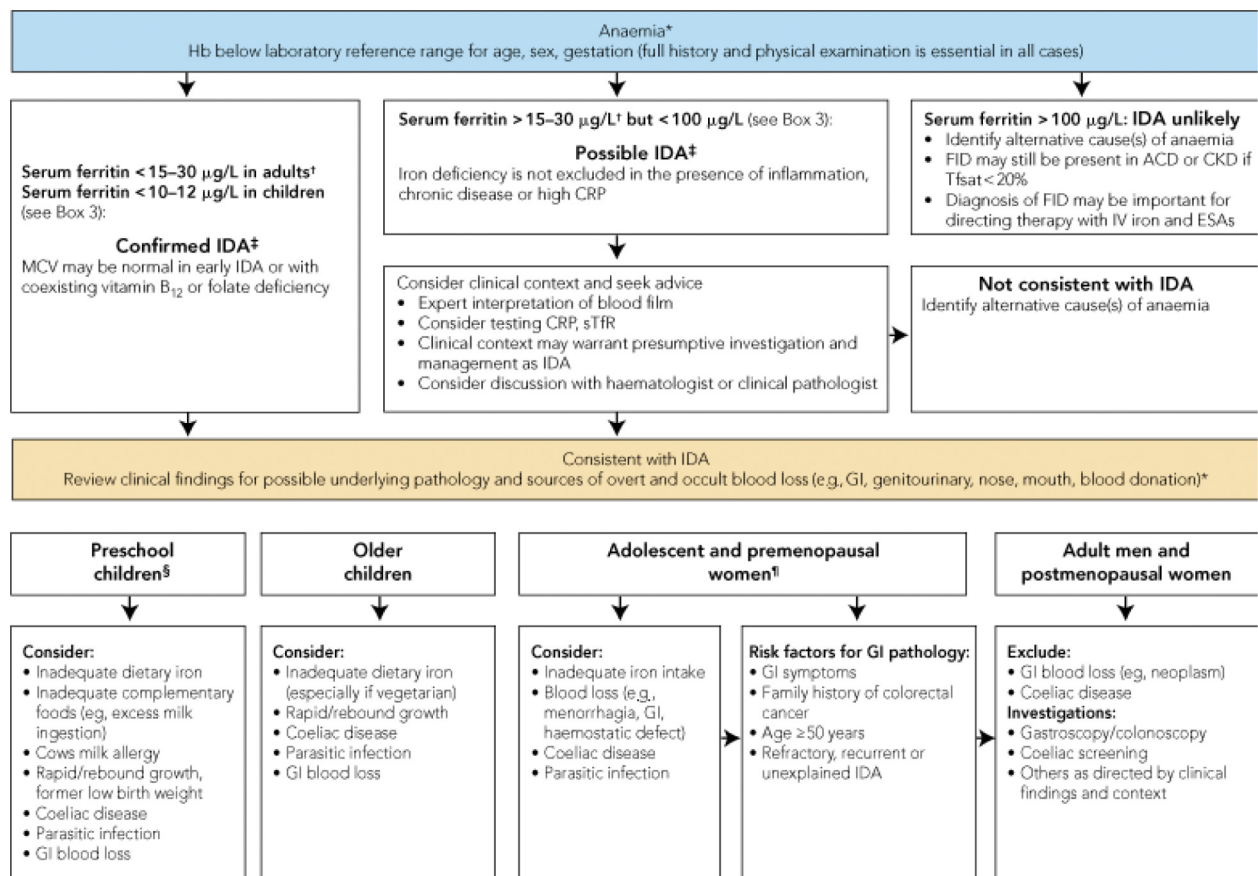 Anaemia*
Hb below laboratory reference range for age, sex, gestation (full history and physical examination is essential in all cases)
Serum ferritin <15–30 µg/L in adults†
Serum ferritin <10–12 µg/L in children
(see Box 3):
Confirmed IDA‡
MCV may be normal in early IDA or with
coexisting vitamin B₁₂ or folate deficiency
Serum ferritin >15–30 µg/L† but <100 µg/L (see Box 3):
Possible IDA‡
Iron deficiency is not excluded in the presence of inflammation,
chronic disease or high CRP
Serum ferritin >100 µg/L: IDA unlikely
• Identify alternative cause(s) of anaemia
• FID may still be present in ACD or CKD if
Tfsat<20%
• Diagnosis of FID may be important for
directing therapy with IV iron and ESAs
Consider clinical context and seek advice
• Expert interpretation of blood film
• Consider testing CRP, sTfR
• Clinical context may warrant presumptive investigation and
management as IDA
• Consider discussion with haematologist or clinical pathologist
Not consistent with IDA
Identify alternative cause(s) of anaemia
Consistent with IDA
Review clinical findings for possible underlying pathology and sources of overt and occult blood loss (e.g, GI, genitourinary, nose, mouth, blood donation)*
Preschool
children§
Older
children
Adolescent and premenopausal
women¶
Adult men and
postmenopausal women
Consider:
• Inadequate dietary iron
• Inadequate complementary
foods (eg, excess milk
ingestion)
• Cows milk allergy
• Rapid/rebound growth,
former low birth weight
• Coeliac disease
• Parasitic infection
• GI blood loss
Consider:
• Inadequate dietary iron
(especially if vegetarian)
• Rapid/rebound growth
• Coeliac disease
• Parasitic infection
• GI blood loss
Consider:
• Inadequate iron intake
• Blood loss (e.g.,
menorrhagia, GI,
haemostatic defect)
• Coeliac disease
• Parasitic infection
Risk factors for GI pathology:
• GI symptoms
• Family history of colorectal
cancer
• Age ≥50 years
• Refractory, recurrent or
unexplained IDA
Exclude:
• GI blood loss (eg, neoplasm)
• Coeliac disease
Investigations:
• Gastroscopy/colonoscopy
• Coeliac screening
• Others as directed by clinical
findings and context